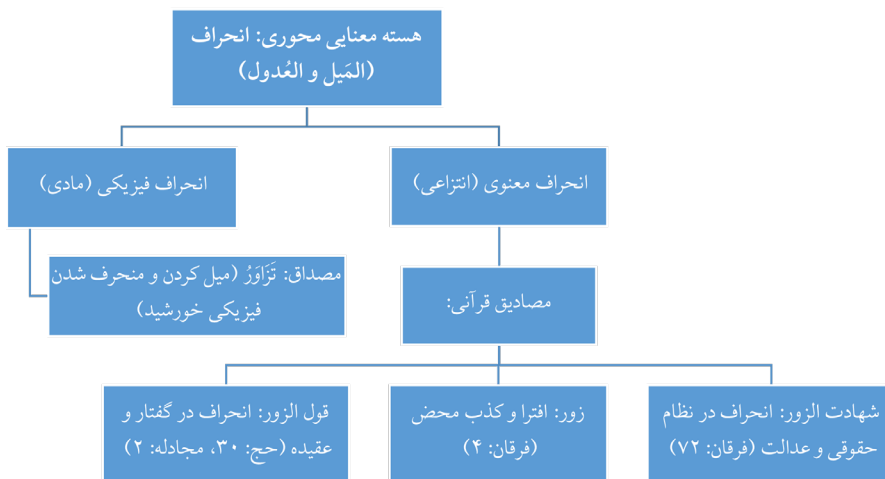 هسته معنایی محوری: انحراف
(المَیل و العُدول)
انحراف معنوی (انتزاعی)
انحراف فیزیکی (مادی)
مصداق: تَزَاوَرُ (میل کردن و منحرف شدن
فیزیکی خورشید)
مصادیق قرآنی:
شهادت الزور: انحراف در نظام
حقوقی و عدالت (فرقان: ۷۲)
زور: افترا و کذب محض
(فرقان: ۴)
قول الزور: انحراف در گفتار و
عقیده (حج: ۳۰، مجادله: ۲)